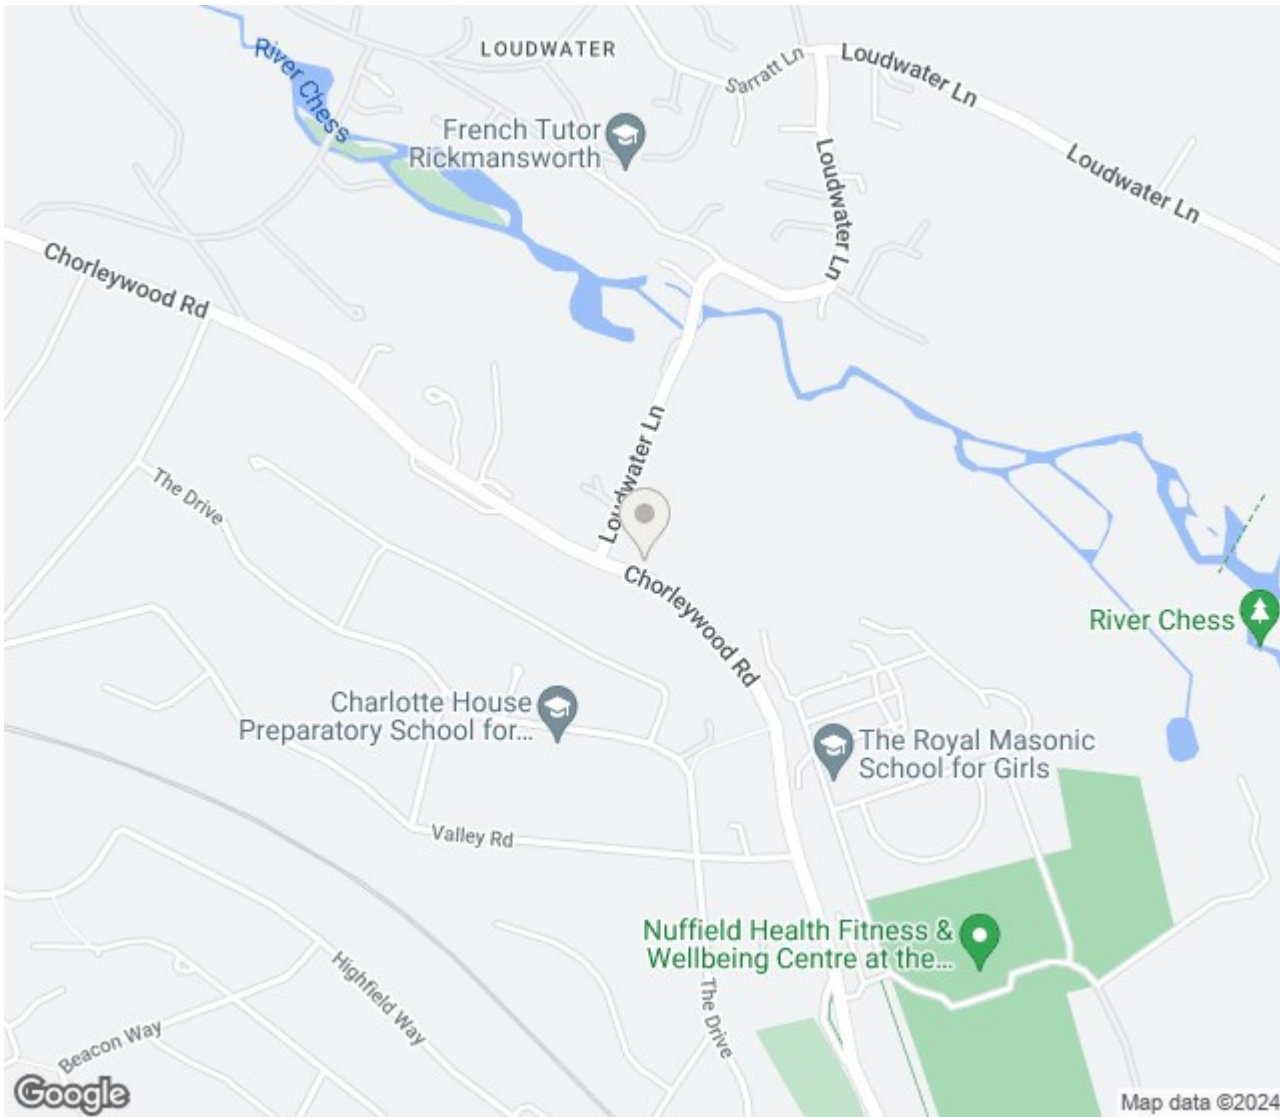 LOUDWATER
River Chess
Sarratt Ln
Loudwater Ln
French Tutor
Rickmansworth
Loudwater Ln
Loudwater Ln
Chorleywood Rd
Loudwater Ln
The Drive
Chorleywood Rd
River Chess
Charlotte House
Preparatory School for...
The Royal Masonic
School for Girls
Valley Rd
Nuffield Health Fitness &
Wellbeing Centre at the...
Highfield Way
The Drive
Beacon Way
Google
Map data ©2024